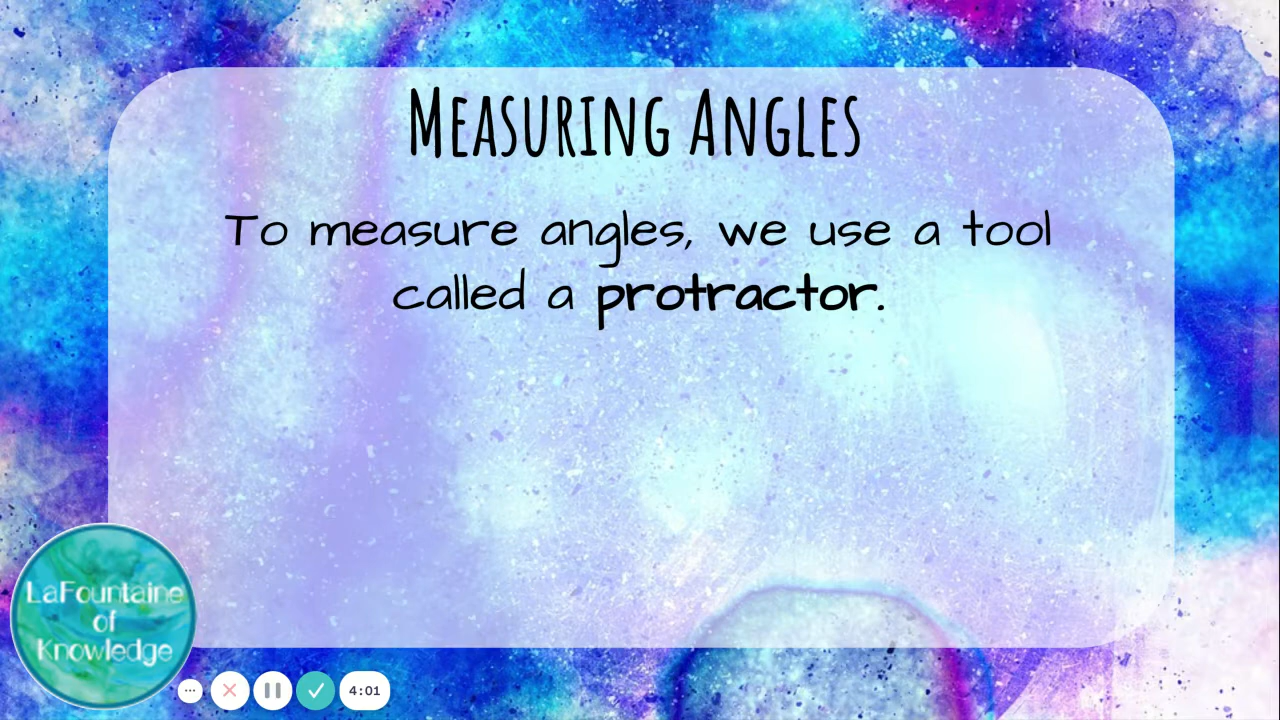 Measuring Angles
To measure angles, we use a tool
called a protractor.
LaFountaine
of
Knowledge
4:01